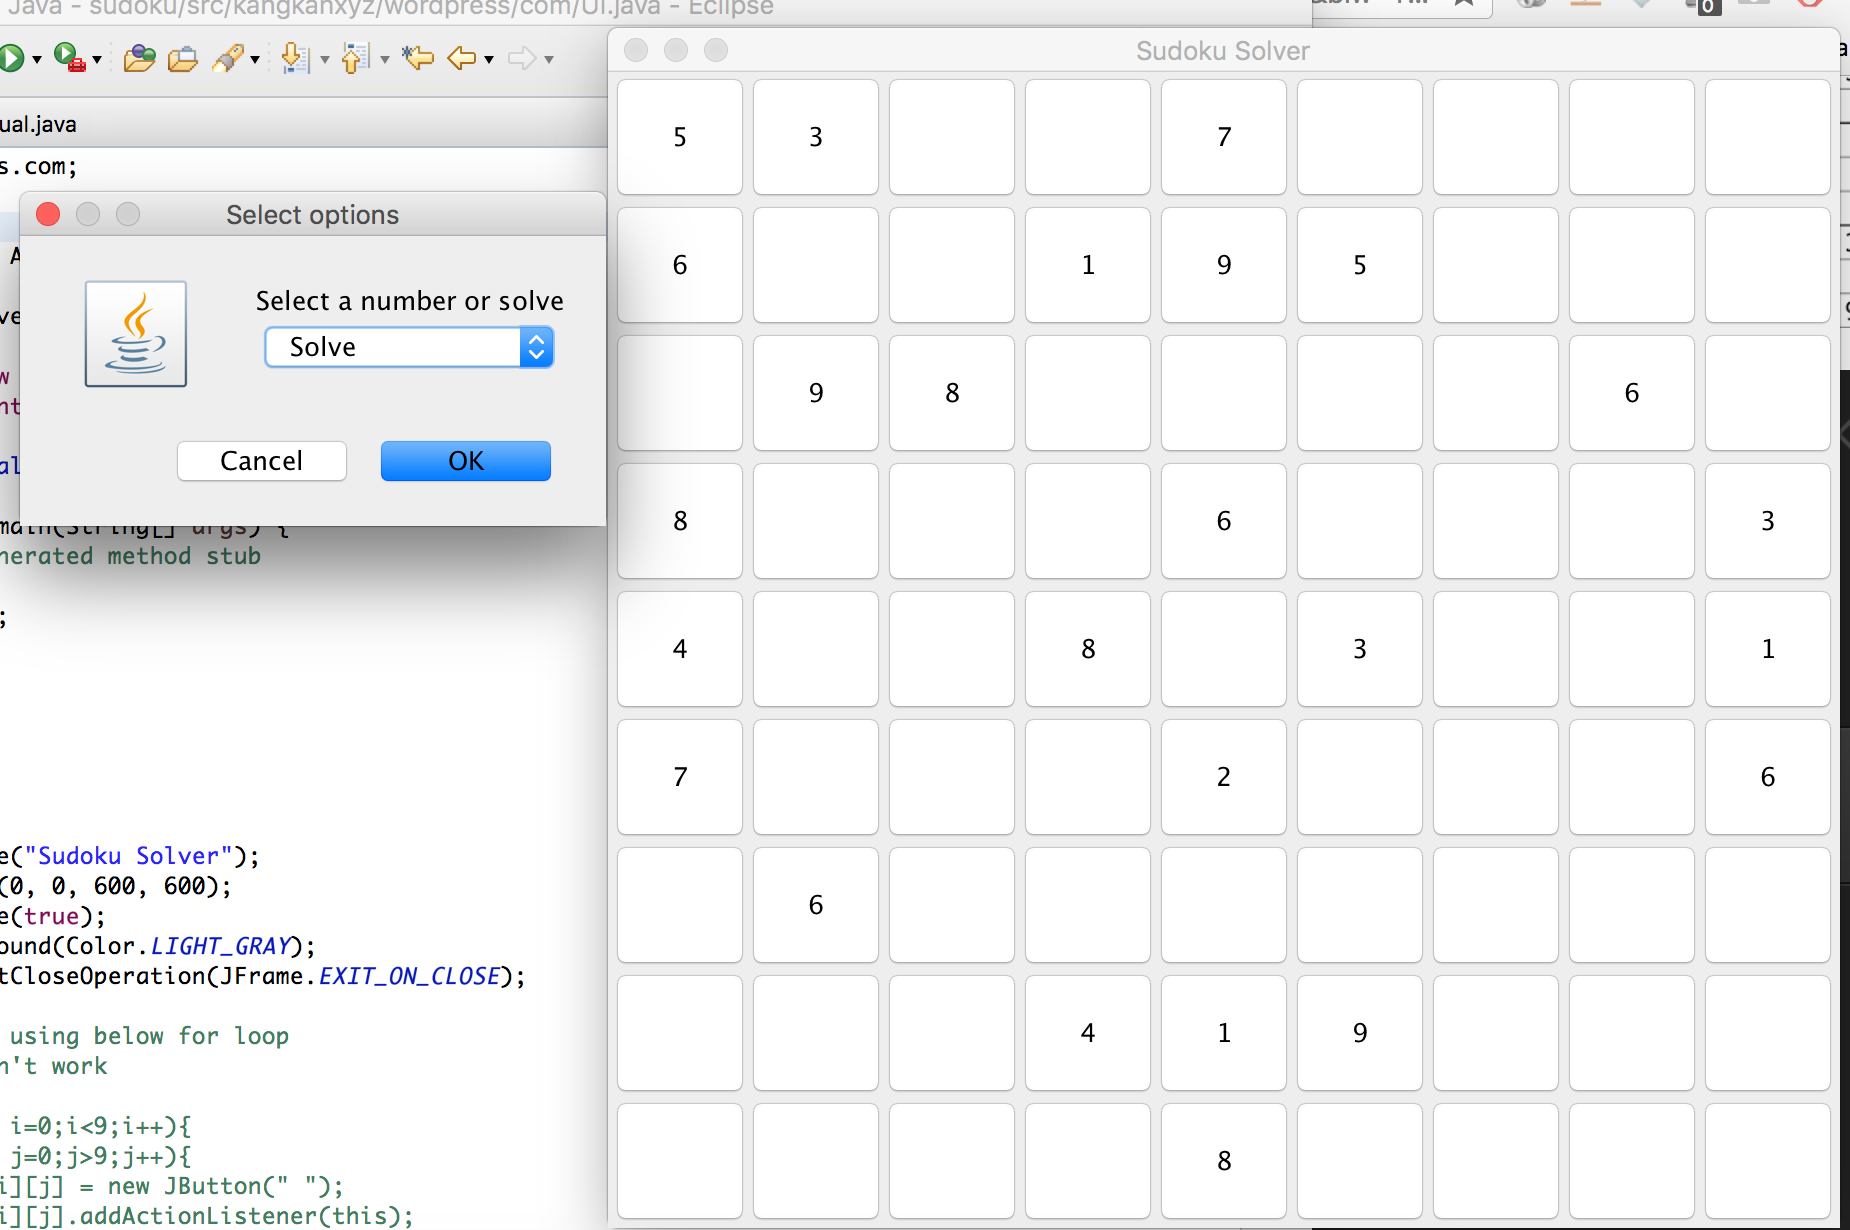 Java - sudoku/src/kangkanxyz/wordpress/com/UI.java - Eclipse
0
ual.java
s.com;
Select options
Select a number or solve
Solve
Cancel
OK
main(String[] args) {
nerated method stub
;
e("Sudoku Solver");
(0, 0, 600, 600);
e(true);
ound(Color.LIGHT_GRAY);
tCloseOperation(JFrame.EXIT_ON_CLOSE);
using below for loop
n't work
i=0;i<9;i++){
j=0;j>9;j++){
i][j] = new JButton(" ");
i][j].addActionListener(this);
Sudoku Solver
5 3 7
6 1 9 5
9 8 6
8 6 3
4 8 3 1
7 2 6
6
4 1 9
8